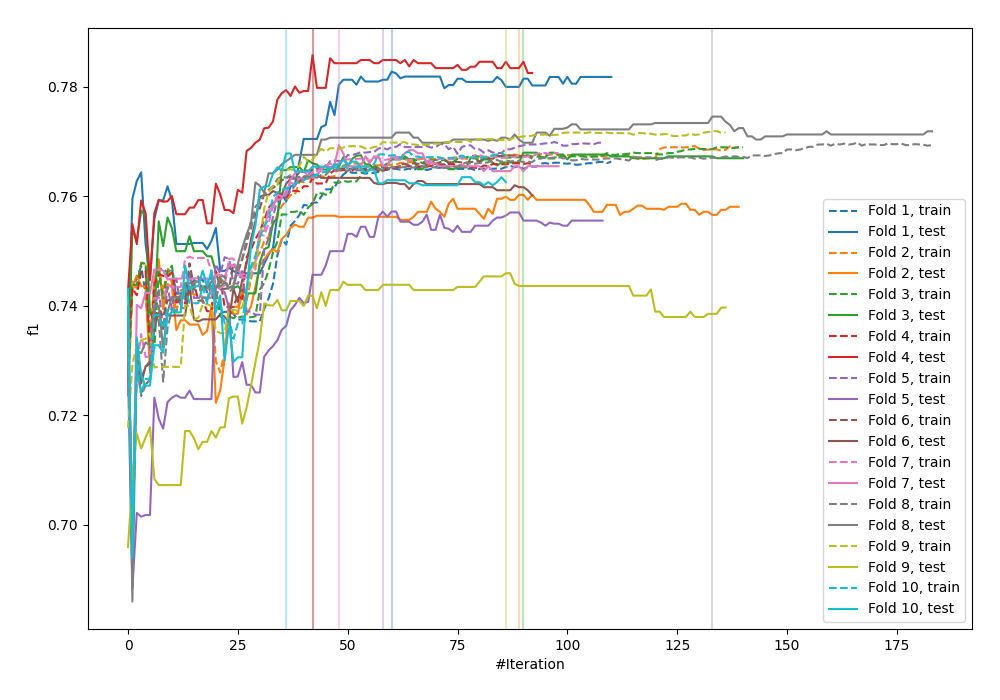 0.78
0.76
0.74
0.72
0.70
f1
0
25
50
75
100
125
150
175
#Iteration
Fold 1, train
Fold 1, test
Fold 2, train
Fold 2, test
Fold 3, train
Fold 3, test
Fold 4, train
Fold 4, test
Fold 5, train
Fold 5, test
Fold 6, train
Fold 6, test
Fold 7, train
Fold 7, test
Fold 8, train
Fold 8, test
Fold 9, train
Fold 9, test
Fold 10, train
Fold 10, test